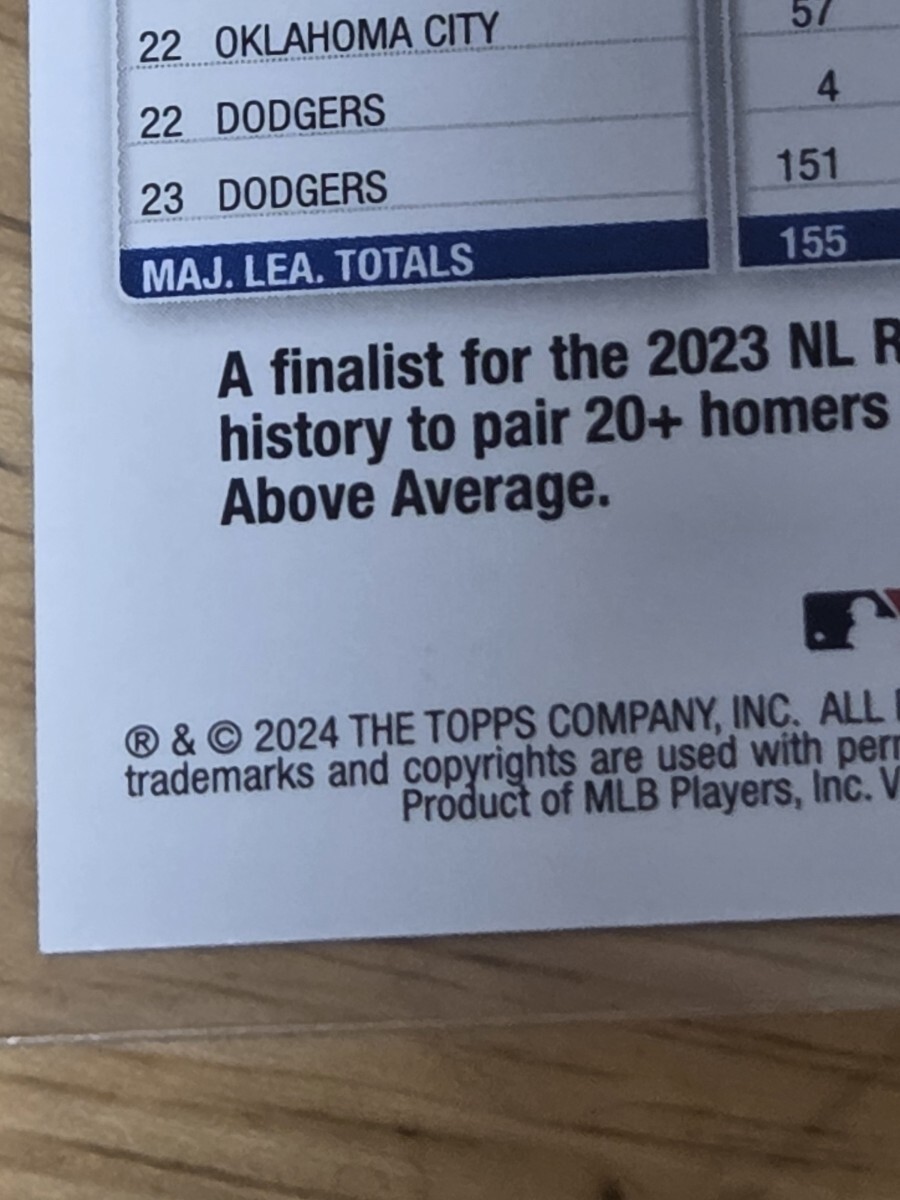 22 OKLAHOMA CITY 57
22 DODGERS 4
23 DODGERS 151
MAJ. LEA. TOTALS 155
A finalist for the 2023 NL R
history to pair 20+ homers
Above Average.
® & © 2024 THE TOPPS COMPANY, INC. ALL
trademarks and copyrights are used with perm
Product of MLB Players, Inc. V